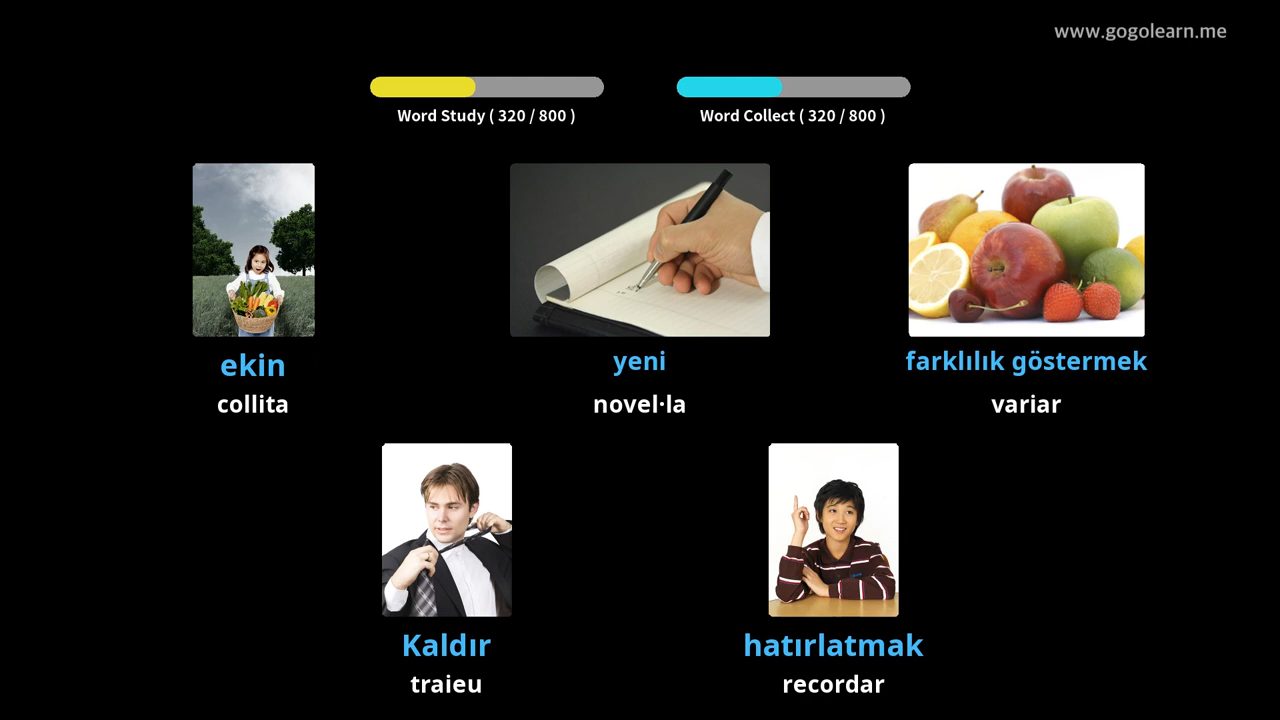 www.gogolearn.me
Word Study ( 320 / 800 )
Word Collect ( 320 / 800 )
ekin
collita
yeni
novel·la
farklılık göstermek
variar
Kaldır
traieu
hatırlatmak
recordar